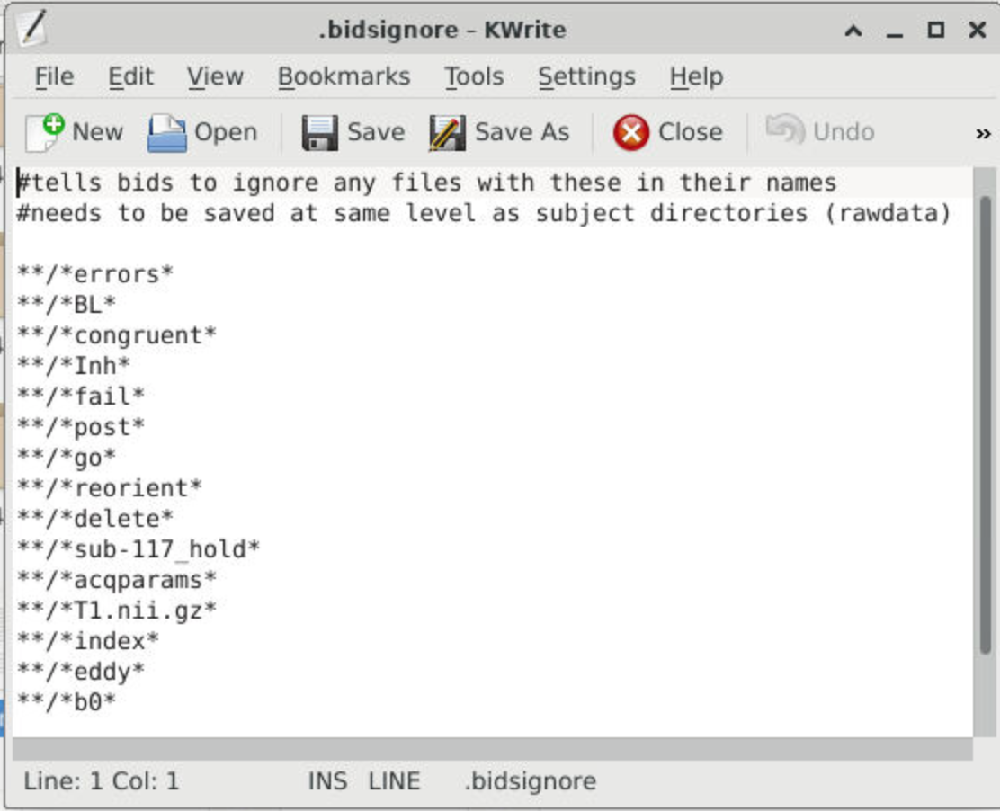 .bidsignore – KWrite
File Edit View Bookmarks Tools Settings Help
New Open Save Save As Close Undo »
#tells bids to ignore any files with these in their names
#needs to be saved at same level as subject directories (rawdata)
**/*errors*
**/*BL*
**/*congruent*
**/*Inh*
**/*fail*
**/*post*
**/*go*
**/*reorient*
**/*delete*
**/*sub-117_hold*
**/*acqparams*
**/*T1.nii.gz*
**/*index*
**/*eddy*
**/*b0*
Line: 1 Col: 1 INS LINE .bidsignore